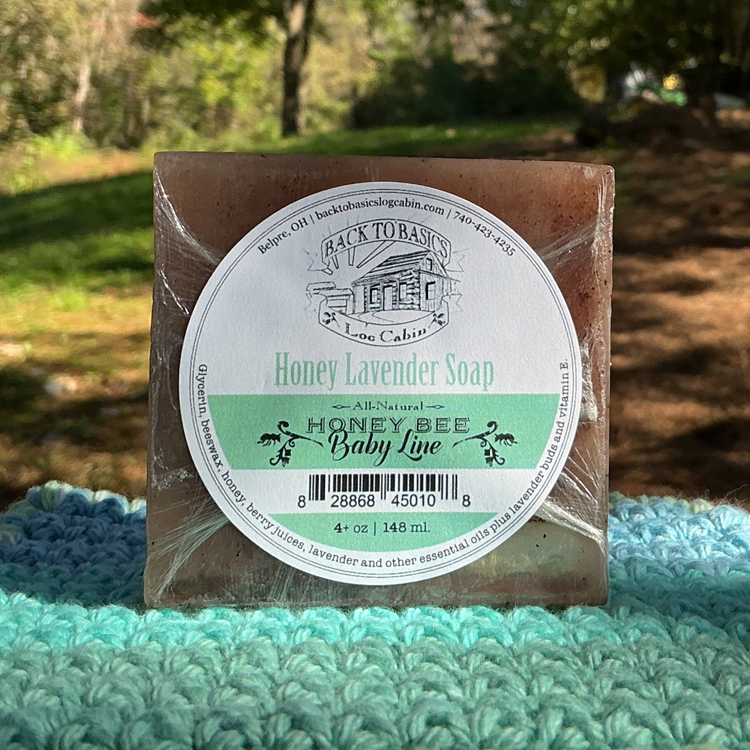 Belpre, OH | backtobasicslogcabin.com | 740-423-4235
BACK TO BASICS
Log Cabin
Honey Lavender Soap
All-Natural
HONEY BEE
Baby Line
8 28868 45010 8
4+ oz | 148 ml.
Glycerin, beeswax, honey, berry juices, lavender and other essential oils plus lavender buds and vitamin E.